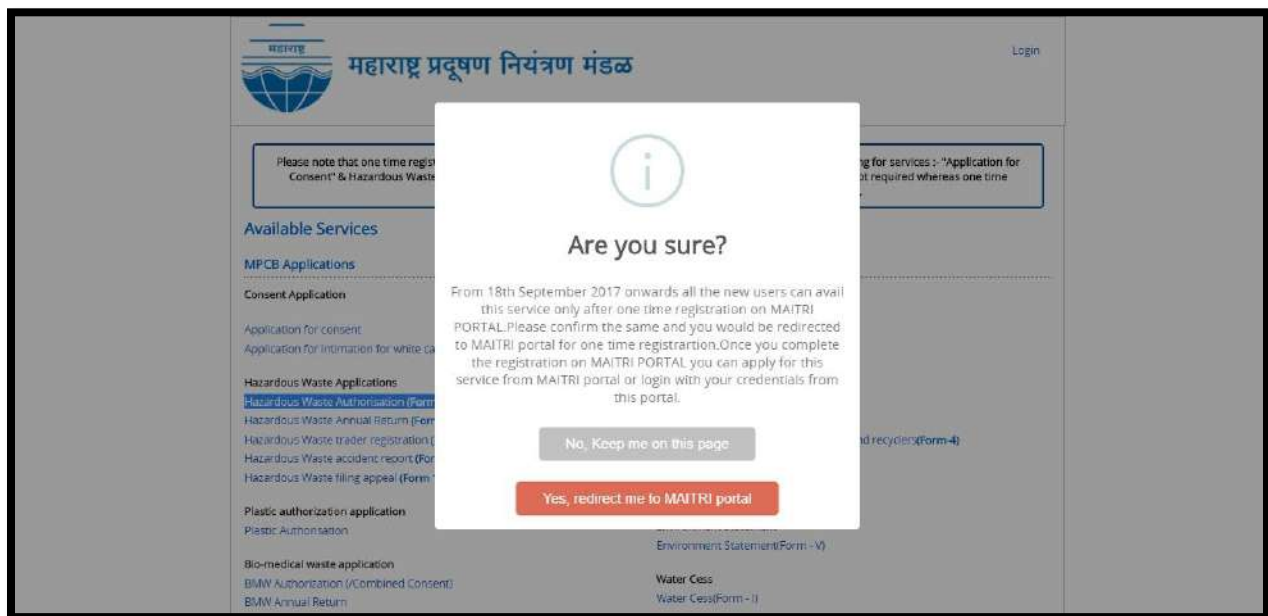 महाराष्ट्र
महाराष्ट्र प्रदूषण नियंत्रण मंडळ
Login
Please note that one time regist
Consent" & Hazardous Waste
ng for services :- "Application for
ot required whereas one time
Available Services
MPCB Applications
Consent Application
Application for consent
Application for intimation for white ca
Hazardous Waste Applications
Hazardous Waste Authorisation (Form
Hazardous Waste Annual Return (Form
Hazardous Waste trader registration (
Hazardous Waste accident report (For
Hazardous Waste filing appeal (Form
nd recyclers(Form-4)
Plastic authorization application
Plastic Authorisation
Environment Statement(Form - V)
Bio-medical waste application
BMW Authorization (/Combined Consent)
BMW Annual Return
Water Cess
Water Cess(Form - I)
i
Are you sure?
From 18th September 2017 onwards all the new users can avail
this service only after one time registration on MAITRI
PORTAL.Please confirm the same and you would be redirected
to MAITRI portal for one time registrartion.Once you complete
the registration on MAITRI PORTAL you can apply for this
service from MAITRI portal or login with your credentials from
this portal.
No, Keep me on this page
Yes, redirect me to MAITRI portal